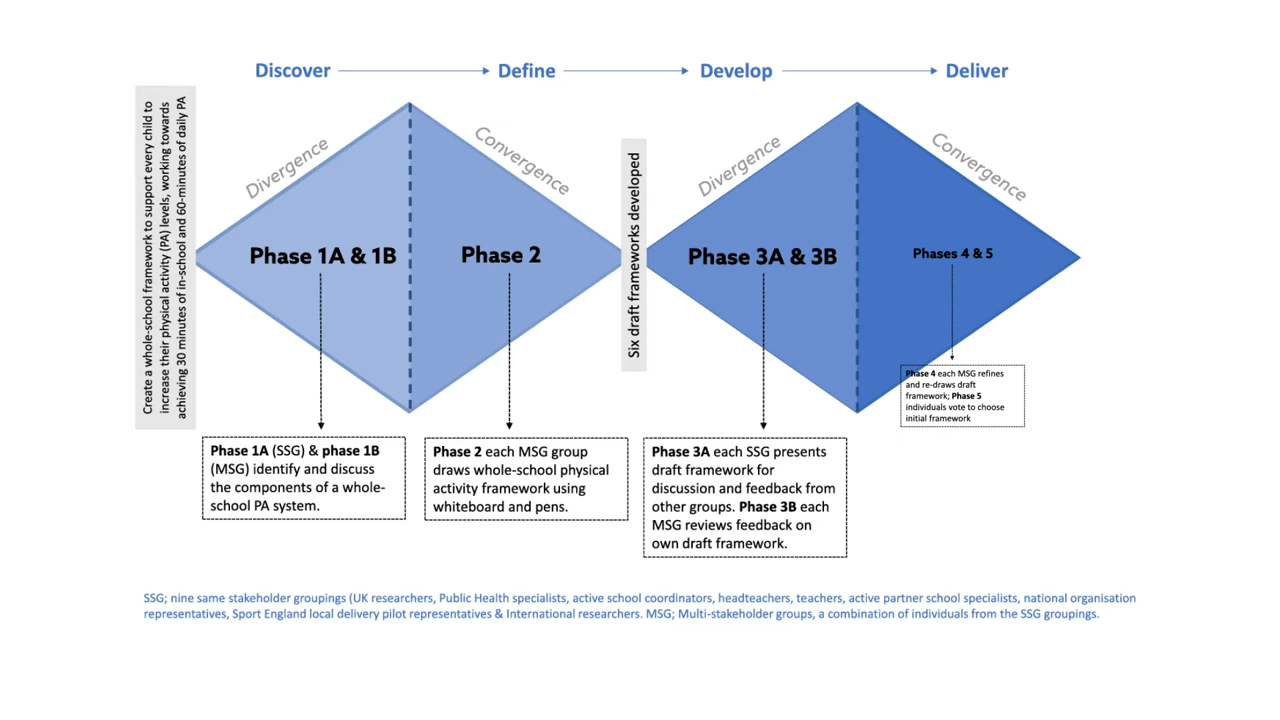 Discover
Define
Develop
Deliver
Create a whole-school framework to support every child to
increase their physical activity (PA) levels, working towards
achieving 30 minutes of in-school and 60-minutes of daily PA
Divergence
Convergence
Six draft frameworks developed
Divergence
Convergence
Phase 1A & 1B
Phase 2
Phase 3A & 3B
Phases 4 & 5
Phase 1A (SSG) & phase 1B
(MSG) identify and discuss
the components of a whole-
school PA system.
Phase 2 each MSG group
draws whole-school physical
activity framework using
whiteboard and pens.
Phase 3A each SSG presents
draft framework for
discussion and feedback from
other groups. Phase 3B each
MSG reviews feedback on
own draft framework.
Phase 4 each MSG refines
and re-draws draft
framework; Phase 5
individuals vote to choose
initial framework
SSG; nine same stakeholder groupings (UK researchers, Public Health specialists, active school coordinators, headteachers, teachers, active partner school specialists, national organisation
representatives, Sport England local delivery pilot representatives & International researchers. MSG; Multi-stakeholder groups, a combination of individuals from the SSG groupings.